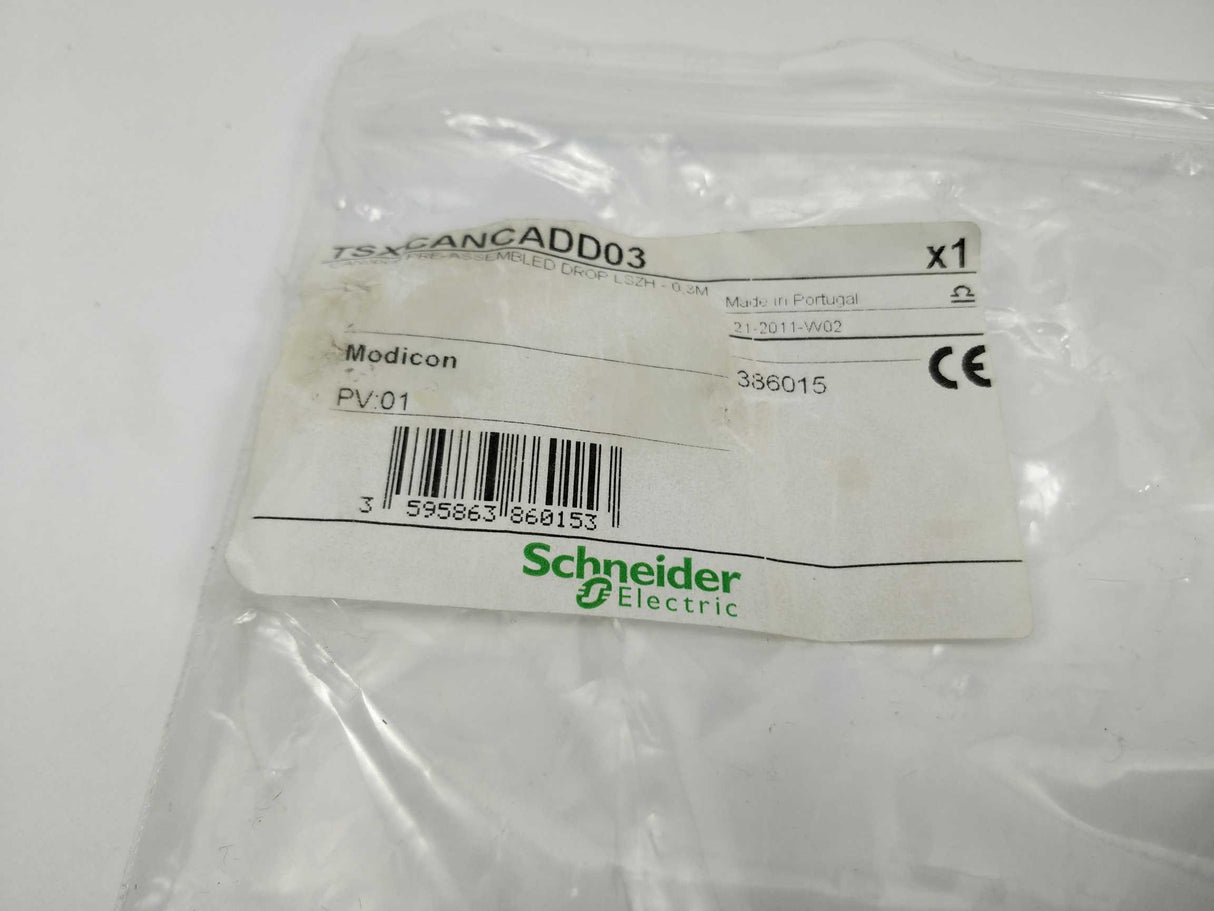 TSXCANCADD03 x1
PRE-ASSEMBLED DROP LSZH - 0.3M
Made in Portugal
21-2011-W02
Modicon
386015
CE
PV:01
3 595863 860153
Schneider
Electric